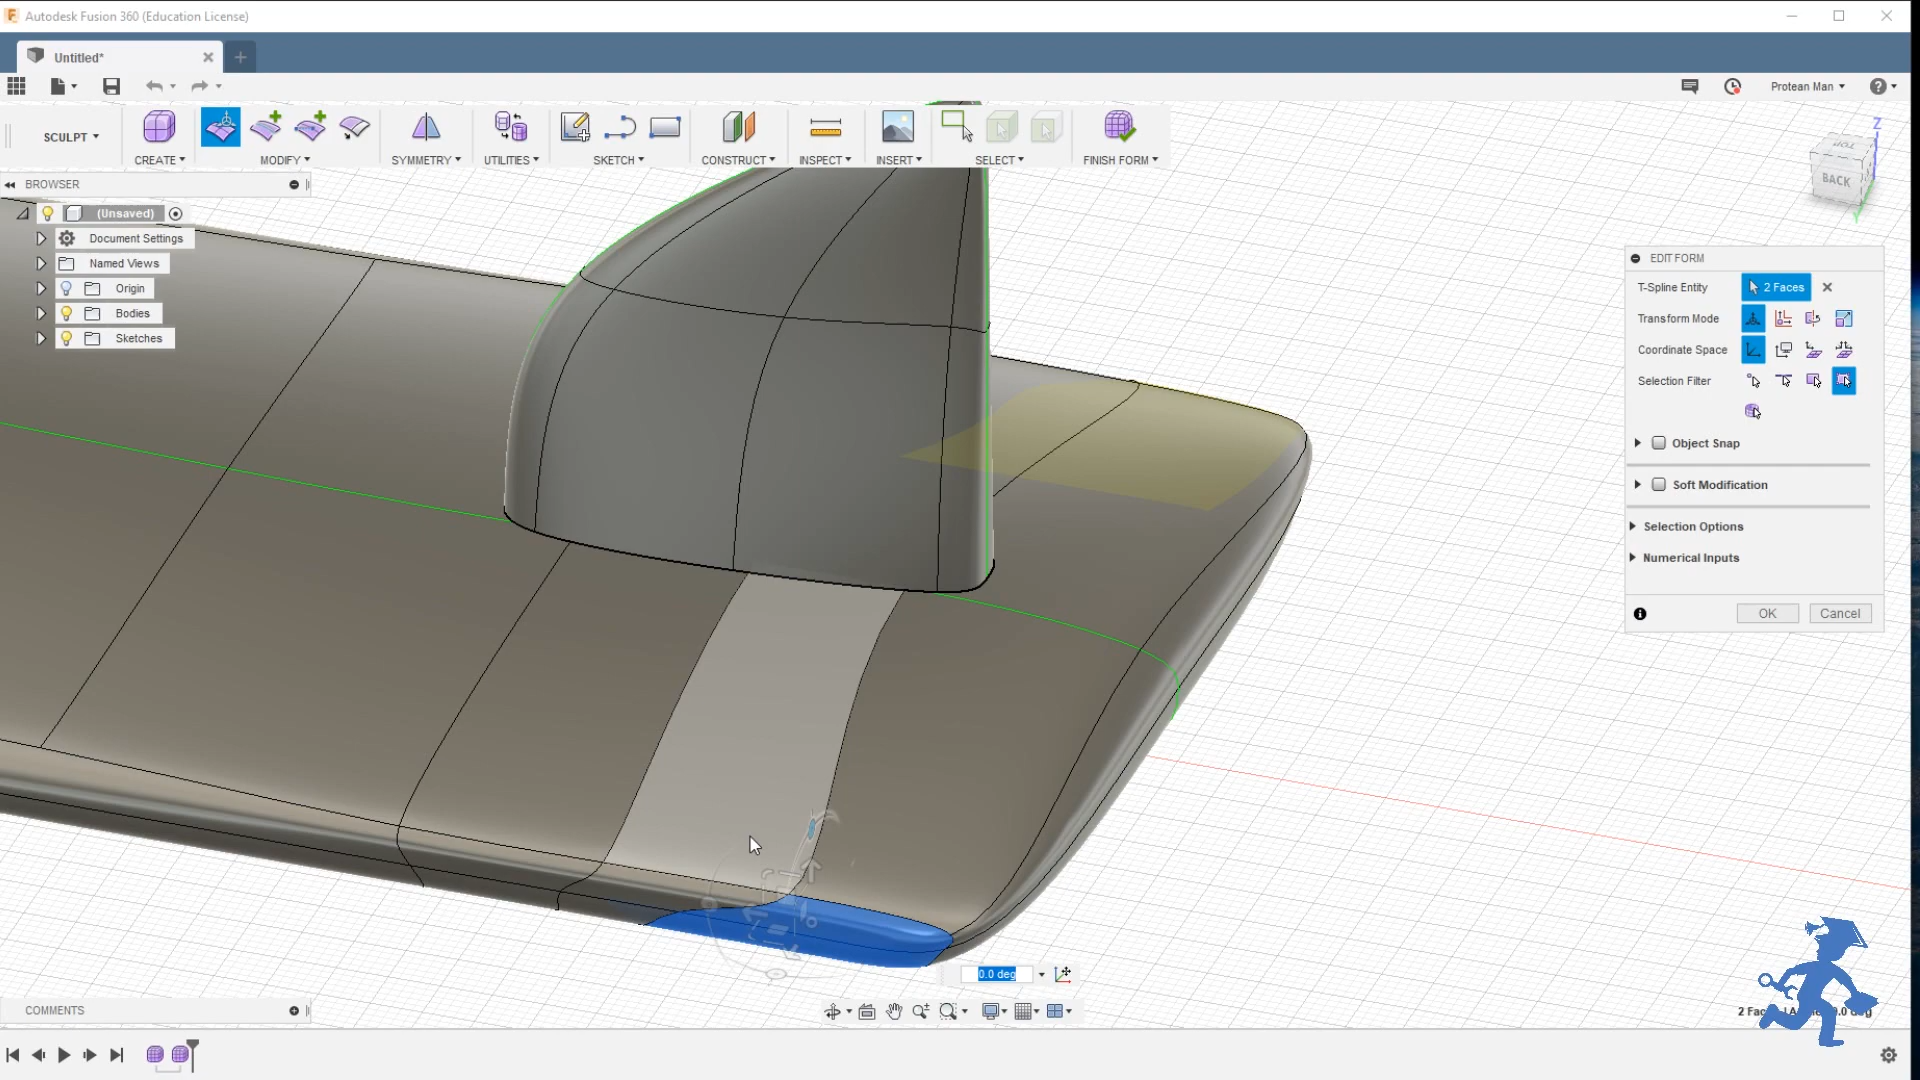 Autodesk Fusion 360 (Education License)
Untitled*
Protean Man
SCULPT
CREATE
MODIFY
SYMMETRY
UTILITIES
SKETCH
CONSTRUCT
INSPECT
INSERT
SELECT
FINISH FORM
BROWSER
(Unsaved)
Document Settings
Named Views
Origin
Bodies
Sketches
Z
TOP
BACK
Y
EDIT FORM
T-Spline Entity
2 Faces
Transform Mode
Coordinate Space
Selection Filter
Object Snap
Soft Modification
Selection Options
Numerical Inputs
OK
Cancel
0.0 deg
COMMENTS